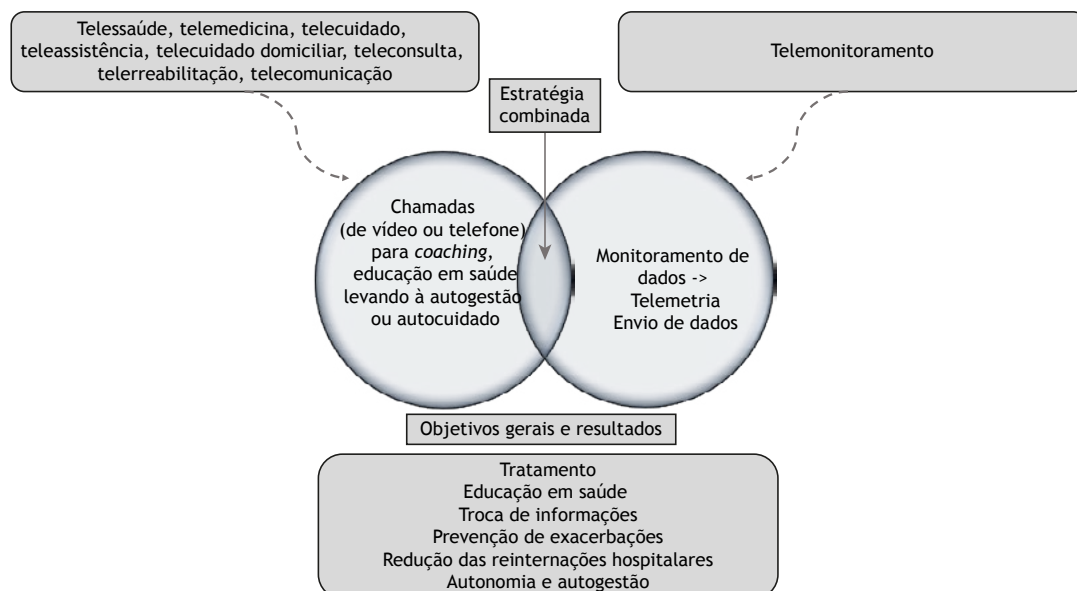 Telessaúde, telemedicina, telecuidado,
teleassistência, telecuidado domiciliar, teleconsulta,
telerreabilitação, telecomunicação
Telemonitoramento
Estratégia
combinada
Chamadas
(de vídeo ou telefone)
para coaching,
educação em saúde
levando à autogestão
ou autocuidado
Monitoramento de
dados ->
Telemetria
Envio de dados
Objetivos gerais e resultados
Tratamento
Educação em saúde
Troca de informações
Prevenção de exacerbações
Redução das reinternações hospitalares
Autonomia e autogestão